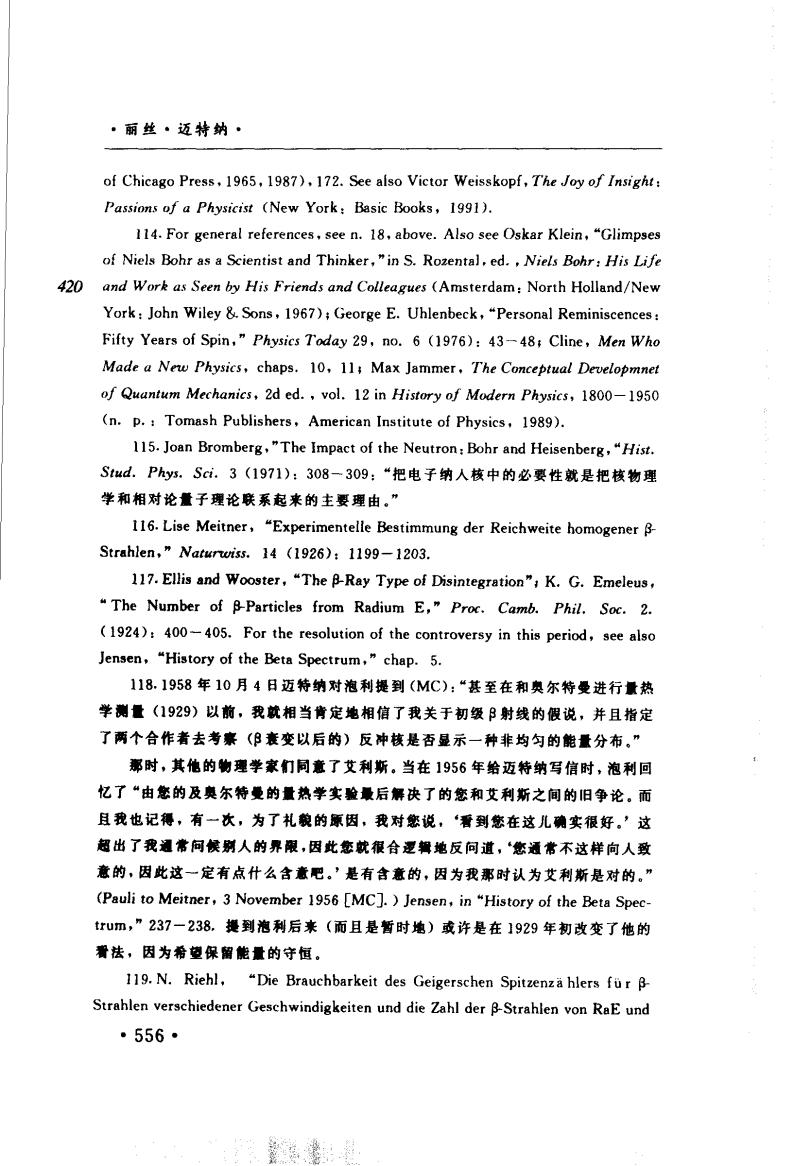 ·丽丝·迈特纳·
of Chicago Press, 1965, 1987), 172. See also Victor Weisskopf, The Joy of Insight:
Passions of a Physicist (New York: Basic Books, 1991).
114. For general references, see n. 18, above. Also see Oskar Klein, “Glimpses
of Niels Bohr as a Scientist and Thinker,”in S. Rozental, ed. , Niels Bohr: His Life
420 and Work as Seen by His Friends and Colleagues (Amsterdam: North Holland/New
York: John Wiley & Sons, 1967); George E. Uhlenbeck, “Personal Reminiscences:
Fifty Years of Spin,” Physics Today 29, no. 6 (1976): 43－48; Cline, Men Who
Made a New Physics, chaps. 10, 11; Max Jammer, The Conceptual Developmnet
of Quantum Mechanics, 2d ed. , vol. 12 in History of Modern Physics, 1800－1950
(n. p. : Tomash Publishers, American Institute of Physics, 1989).
115. Joan Bromberg,”The Impact of the Neutron: Bohr and Heisenberg,“Hist.
Stud. Phys. Sci. 3 (1971): 308－309: “把电子纳入核中的必要性就是把核物理
学和相对论量子理论联系起来的主要理由。”
116. Lise Meitner, “Experimentelle Bestimmung der Reichweite homogener β-
Strahlen,” Naturwiss. 14 (1926): 1199－1203.
117. Ellis and Wooster, “The β-Ray Type of Disintegration”; K. G. Emeleus,
“The Number of β-Particles from Radium E,” Proc. Camb. Phil. Soc. 2.
(1924): 400－405. For the resolution of the controversy in this period, see also
Jensen, “History of the Beta Spectrum,” chap. 5.
118. 1958 年 10 月 4 日迈特纳对泡利提到 (MC):“甚至在和奥尔特曼进行量热
学测量 (1929) 以前，我就相当肯定地相信了我关于初级β射线的假说，并且指定
了两个合作者去考察 (β衰变以后的) 反冲核是否显示一种非均匀的能量分布。”
那时，其他的物理学家们同意了艾利斯。当在 1956 年给迈特纳写信时，泡利回
忆了“由您的及奥尔特曼的量热学实验最后解决了的您和艾利斯之间的旧争论。而
且我也记得，有一次，为了礼貌的原因，我对您说，‘看到您在这儿确实很好。’这
超出了我通常问候别人的界限，因此您就很合逻辑地反问道，‘您通常不这样向人致
意的，因此这一定有点什么含意吧。’是有含意的，因为我那时认为艾利斯是对的。”
(Pauli to Meitner, 3 November 1956 [MC]. ) Jensen, in “History of the Beta Spec-
trum,” 237－238. 提到泡利后来 (而且是暂时地) 或许是在 1929 年初改变了他的
看法，因为希望保留能量的守恒。
119. N. Riehl, “Die Brauchbarkeit des Geigerschen Spitzenzählers für β-
Strahlen verschiedener Geschwindigkeiten und die Zahl der β-Strahlen von RaE und
·556·